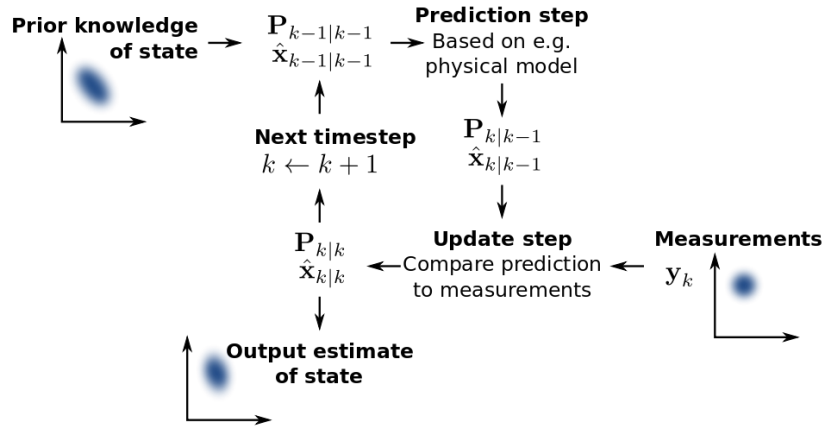 Prior knowledge
of state
P_{k−1|k−1}
x̂_{k−1|k−1}
Prediction step
Based on e.g.
physical model
P_{k|k−1}
x̂_{k|k−1}
Next timestep
k ← k + 1
P_{k|k}
x̂_{k|k}
Update step
Compare prediction
to measurements
Measurements
y_k
Output estimate
of state